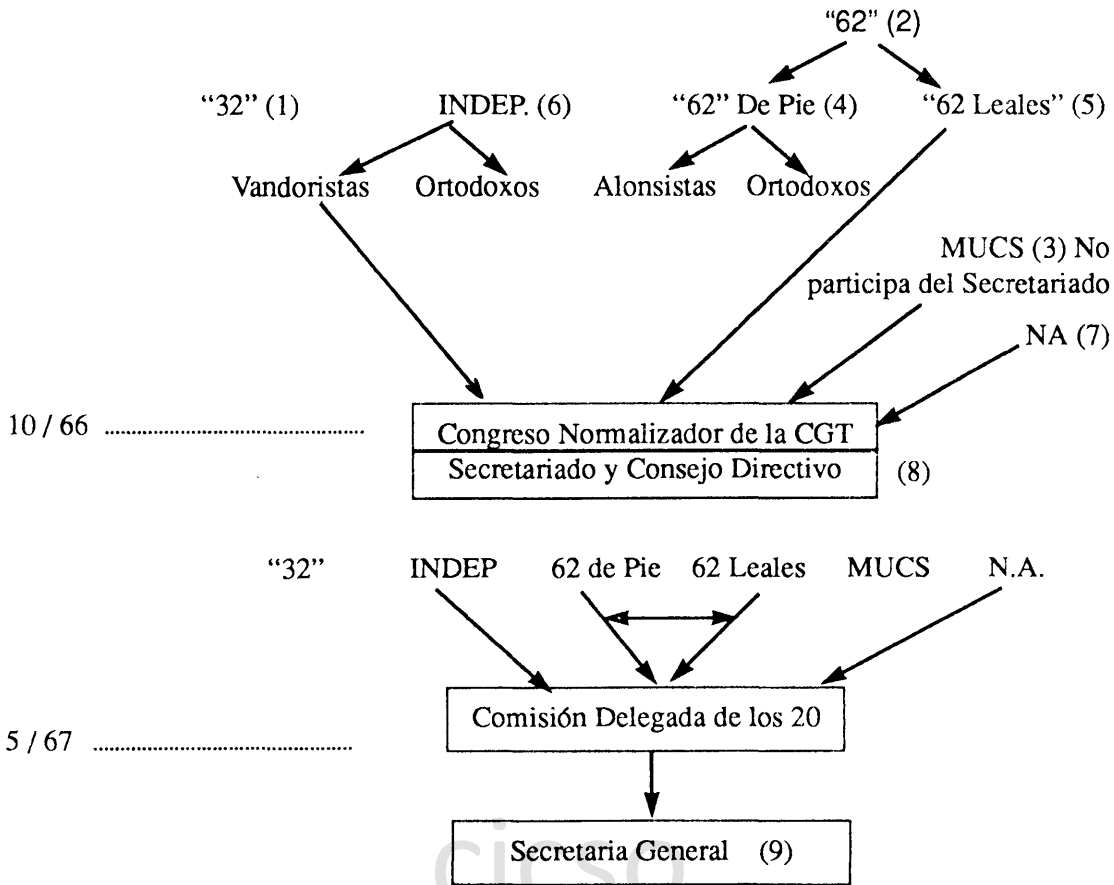 “62” (2)
“32” (1) INDEP. (6) “62” De Pie (4) “62 Leales” (5)
Vandoristas Ortodoxos Alonsistas Ortodoxos
MUCS (3) No
participa del Secretariado
NA (7)
10 / 66 ........................................ Congreso Normalizador de la CGT
Secretariado y Consejo Directivo (8)
“32” INDEP 62 de Pie 62 Leales MUCS N.A.
Comisión Delegada de los 20
5 / 67 ........................................
Secretaria General (9)
cicso